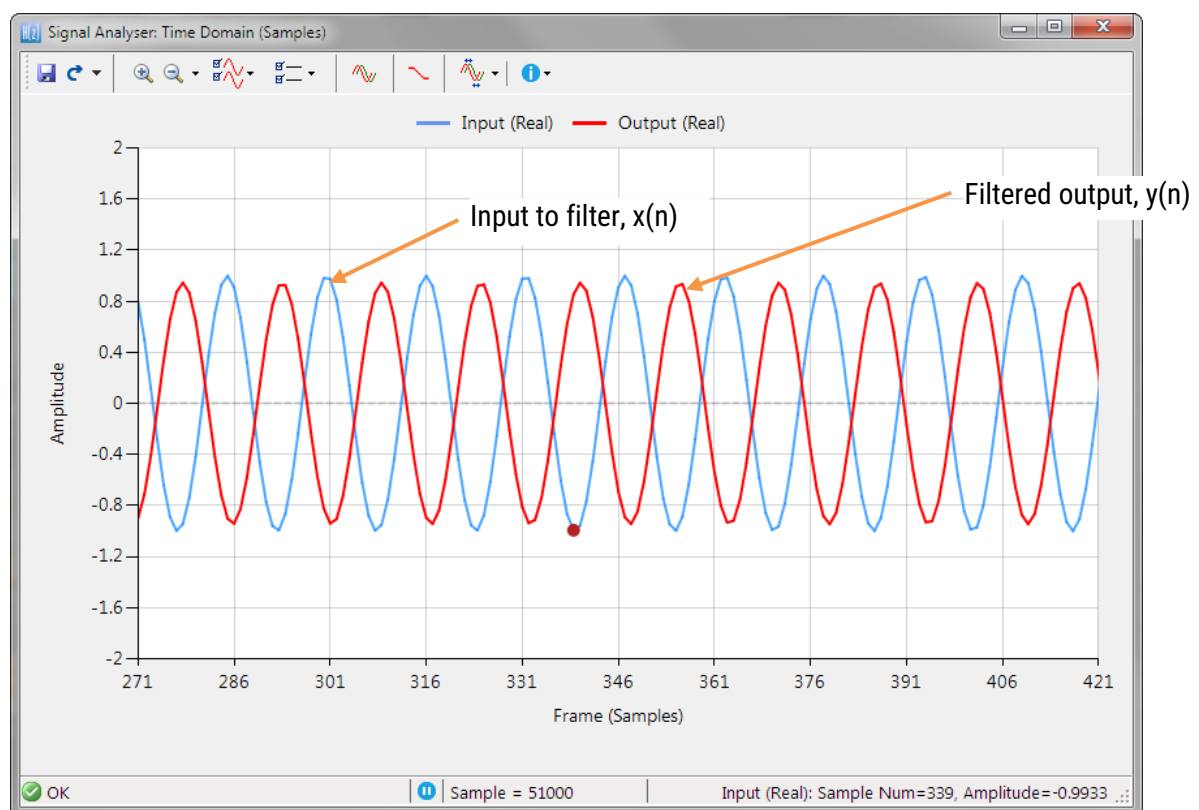 Signal Analyser: Time Domain (Samples)
Input (Real) Output (Real)
2
1.6
1.2
0.8
0.4
0
-0.4
-0.8
-1.2
-1.6
-2
Amplitude
Input to filter, x(n)
Filtered output, y(n)
271 286 301 316 331 346 361 376 391 406 421
Frame (Samples)
OK
Sample = 51000
Input (Real): Sample Num=339, Amplitude=-0.9933